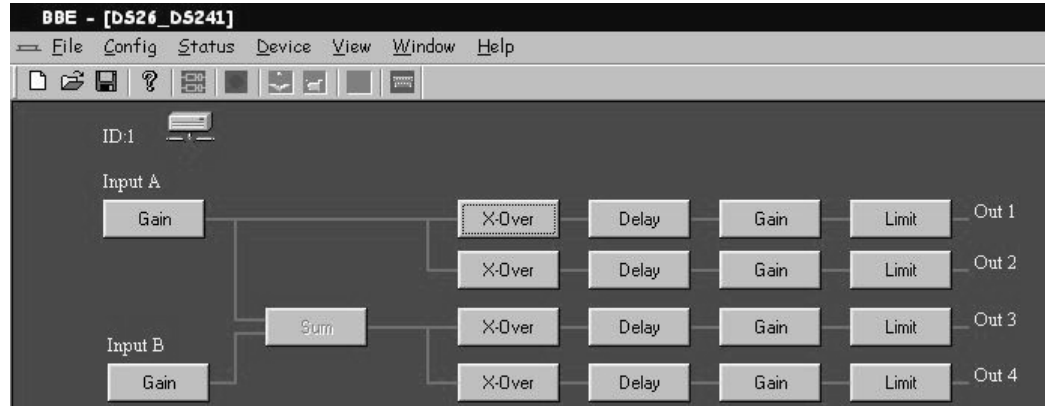 BBE - [DS26_DS241]
File Config Status Device View Window Help
ID:1
Input A
Gain X-Over Delay Gain Limit Out 1
X-Over Delay Gain Limit Out 2
Sum X-Over Delay Gain Limit Out 3
Input B
Gain X-Over Delay Gain Limit Out 4